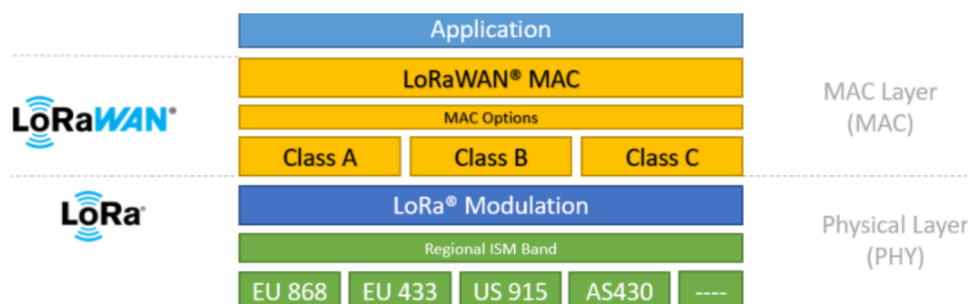 Application
LoRaWAN®
LoRaWAN® MAC
MAC Options
Class A
Class B
Class C
MAC Layer
(MAC)
LoRa®
LoRa® Modulation
Regional ISM Band
EU 868
EU 433
US 915
AS430
----
Physical Layer
(PHY)